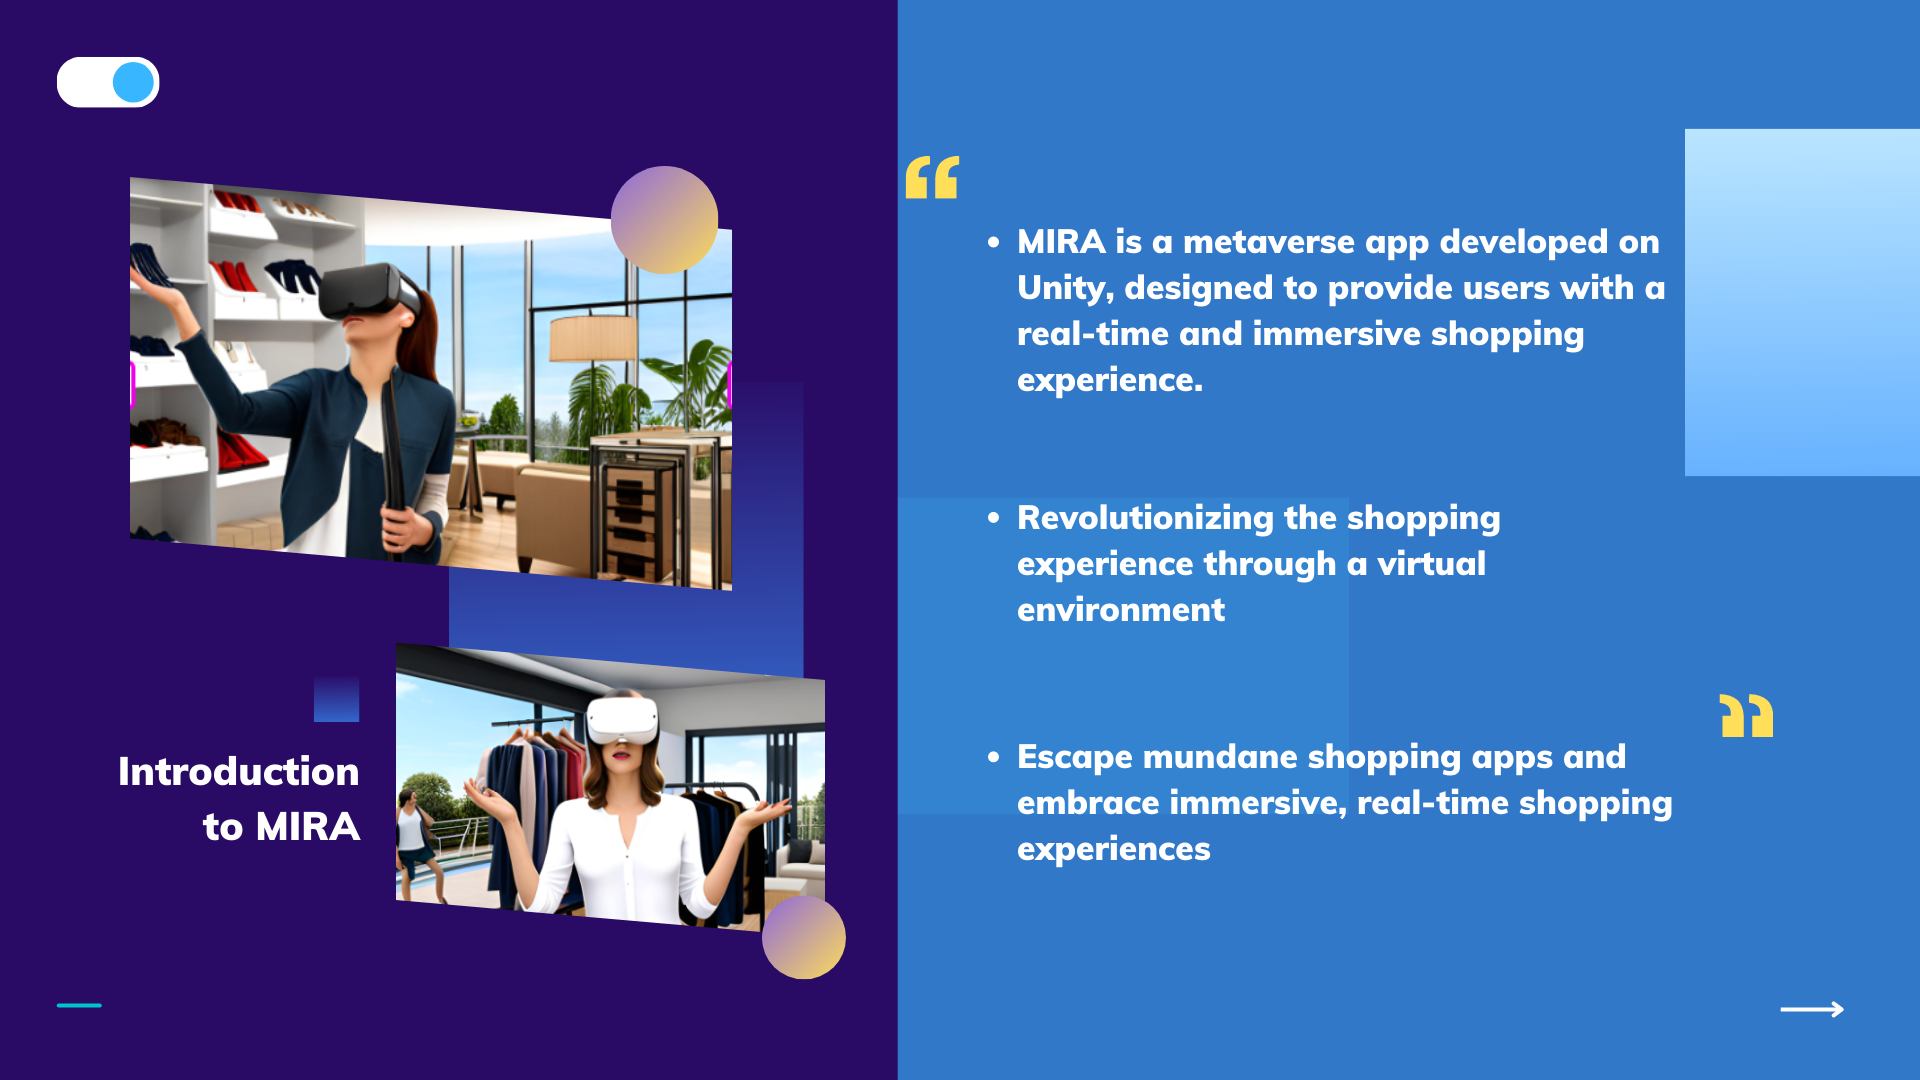 Introduction
to MIRA
“
• MIRA is a metaverse app developed on
Unity, designed to provide users with a
real-time and immersive shopping
experience.
• Revolutionizing the shopping
experience through a virtual
environment
• Escape mundane shopping apps and
embrace immersive, real-time shopping
experiences
”